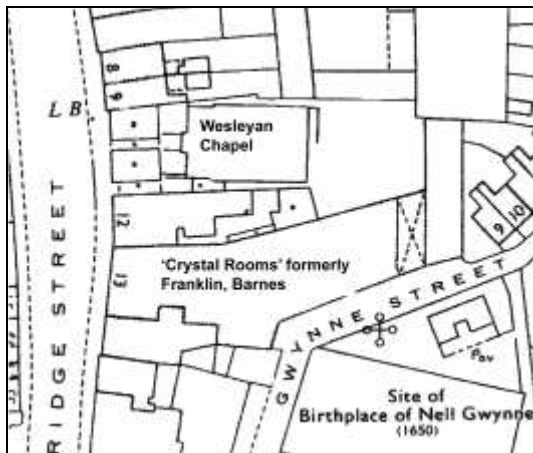 8
9
L B
Wesleyan
Chapel
12
'Crystal Rooms' formerly
Franklin, Barnes
13
RIDGE STREET
GWYNNE STREET
9 10
Pav
Site of
Birthplace of Nell Gwynne
(1650)